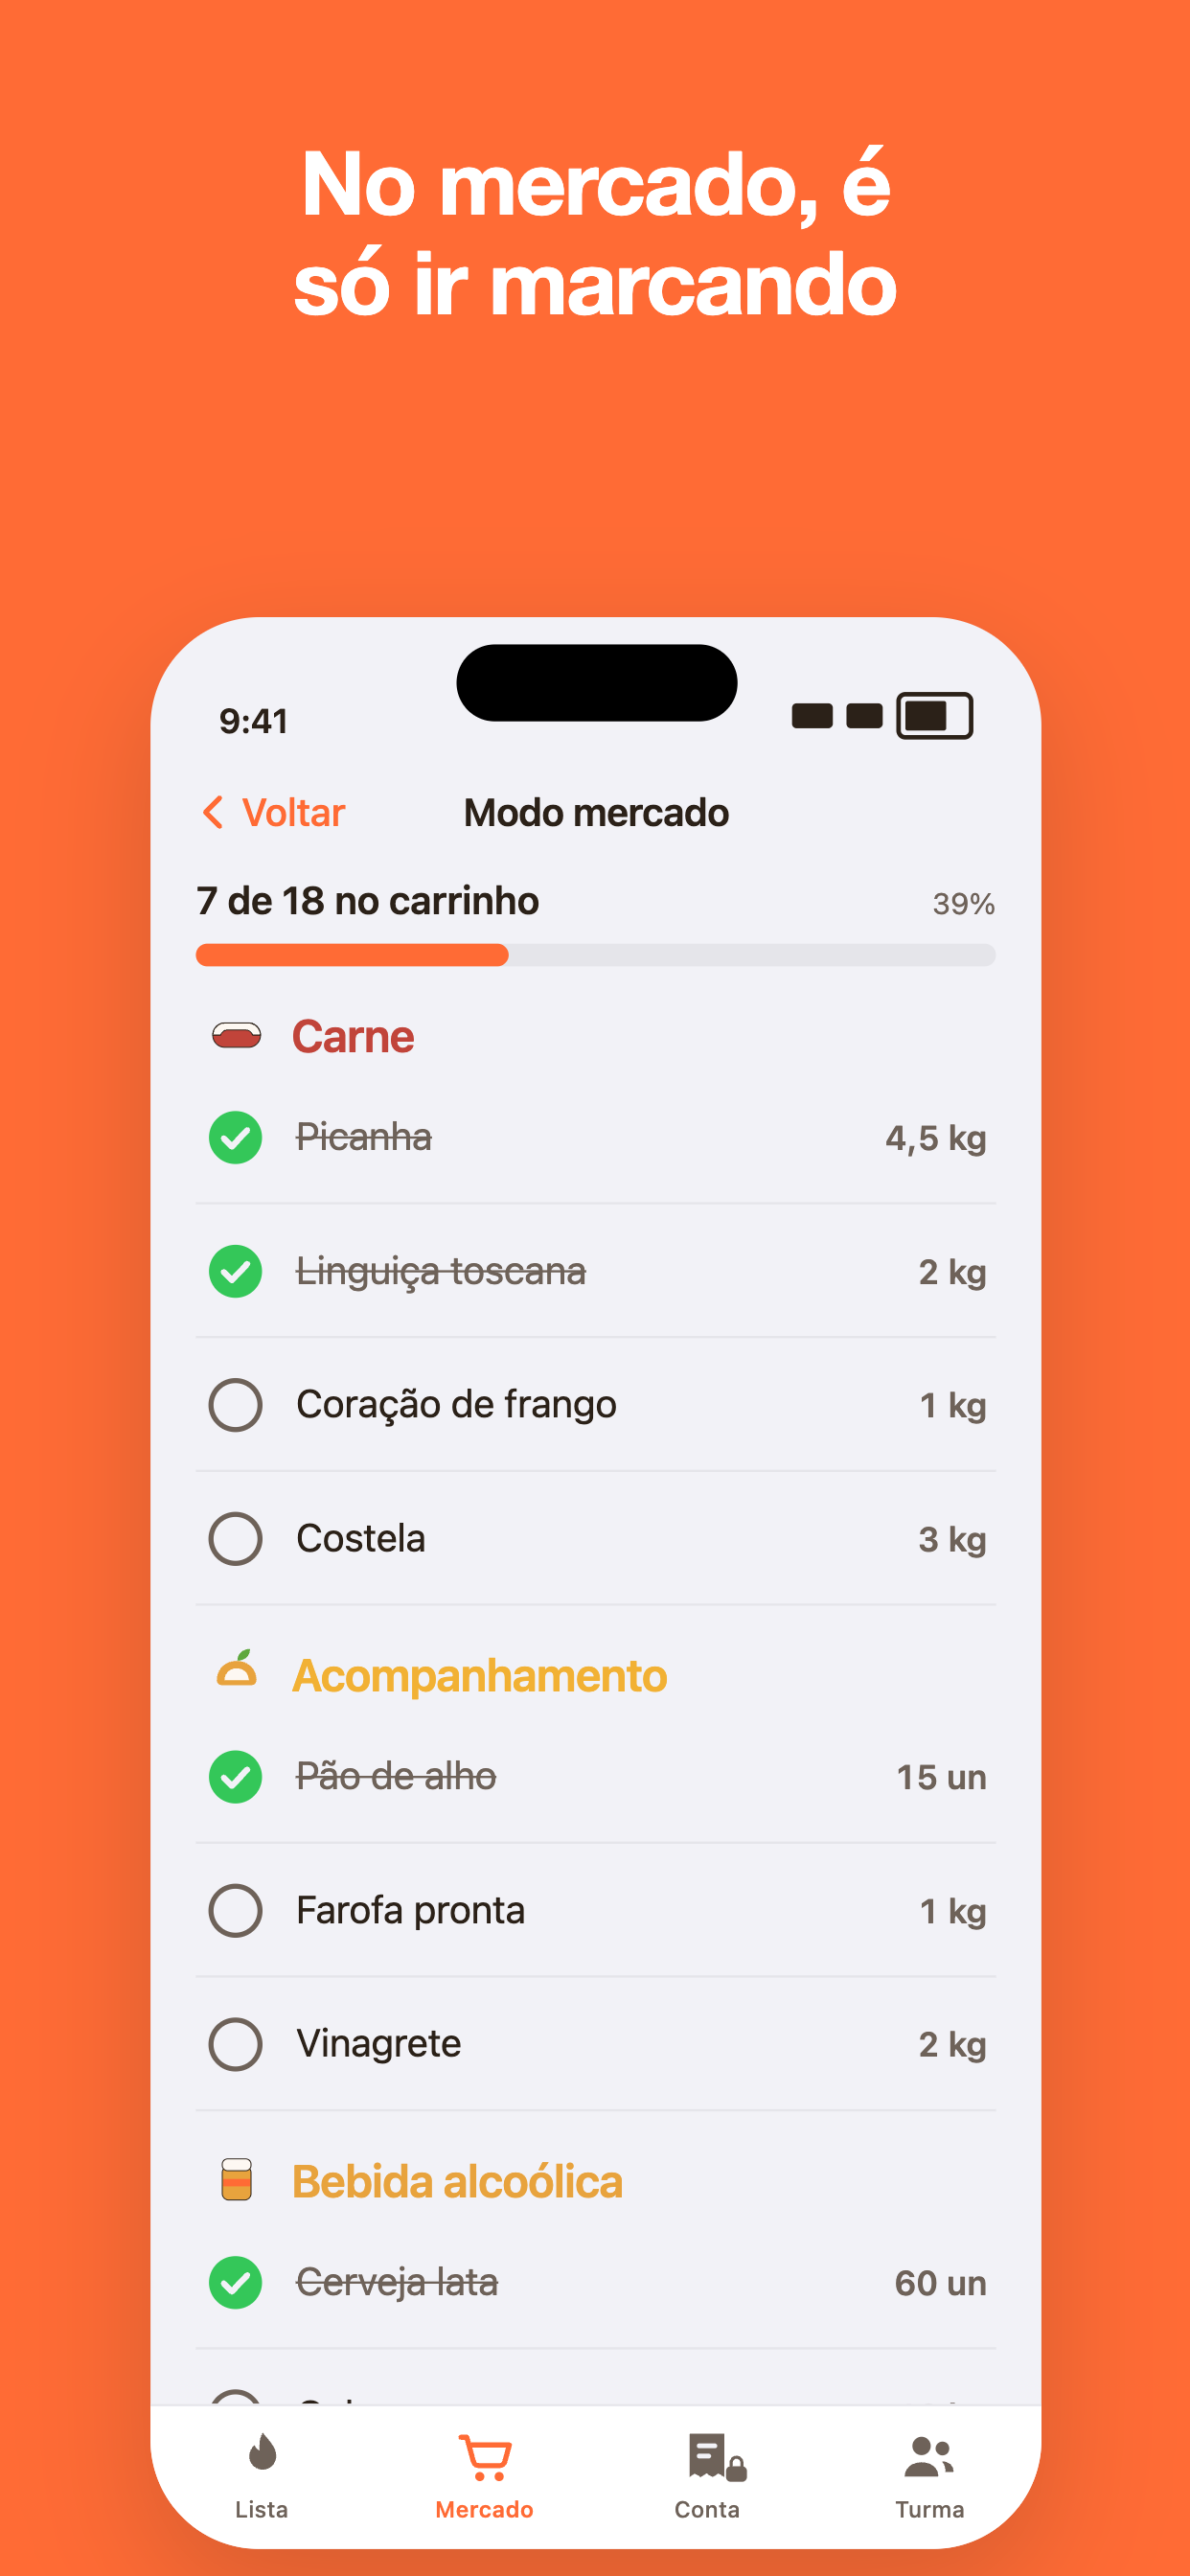 No mercado, é
só ir marcando
9:41
Voltar
Modo mercado
7 de 18 no carrinho
39%
Carne
Picanha
4,5 kg
Linguiça toscana
2 kg
Coração de frango
1 kg
Costela
3 kg
Acompanhamento
Pão de alho
15 un
Farofa pronta
1 kg
Vinagrete
2 kg
Bebida alcoólica
Cerveja lata
60 un
Lista
Mercado
Conta
Turma